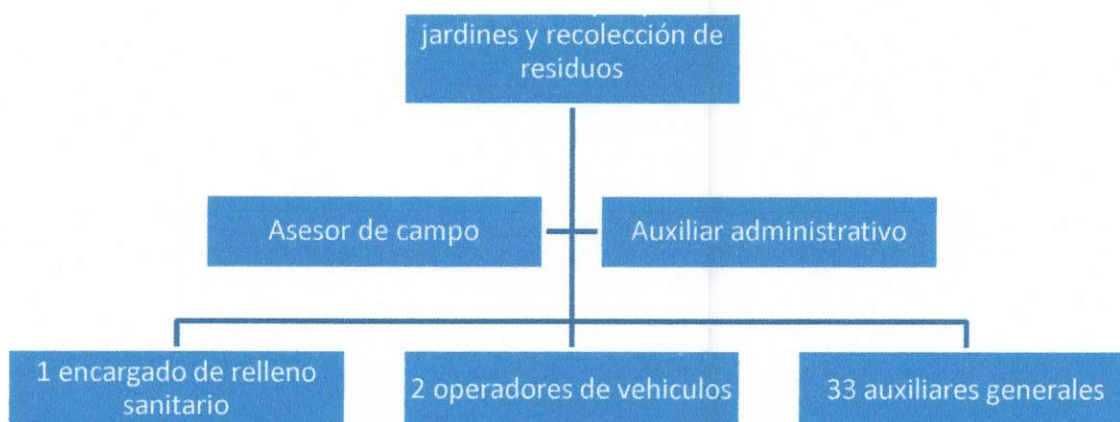 jardines y recolección de
residuos
Asesor de campo
Auxiliar administrativo
1 encargado de relleno
sanitario
2 operadores de vehiculos
33 auxiliares generales